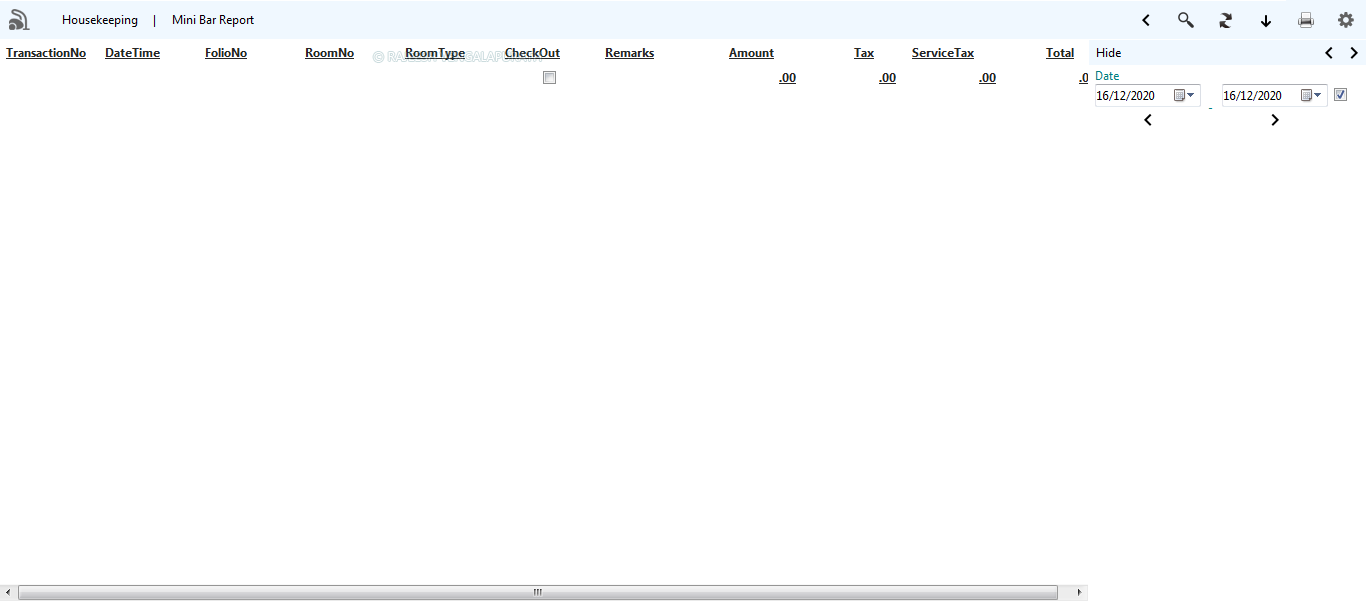 Housekeeping | Mini Bar Report
TransactionNo DateTime FolioNo RoomNo RoomType CheckOut Remarks Amount Tax ServiceTax Total Hide
.00 .00 .00 .0
Date
16/12/2020 - 16/12/2020